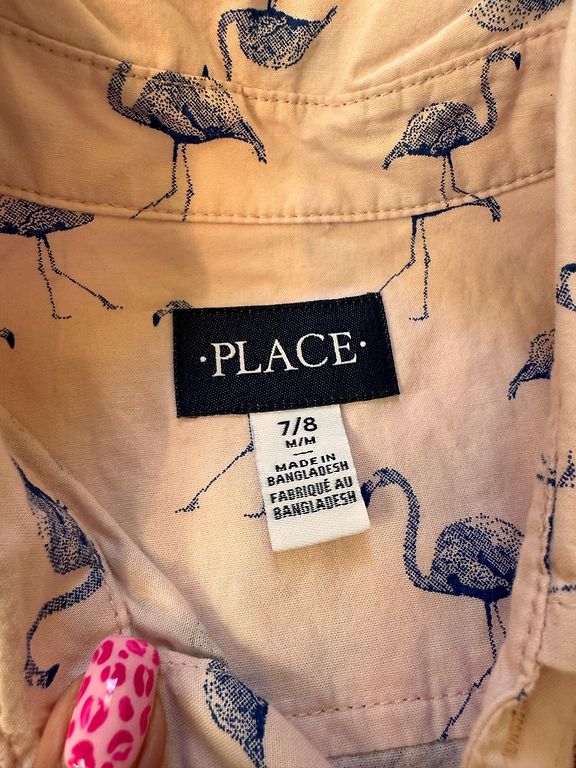 ·PLACE·
7/8
M/M
MADE IN
BANGLADESH
FABRIQUÉ AU
BANGLADESH